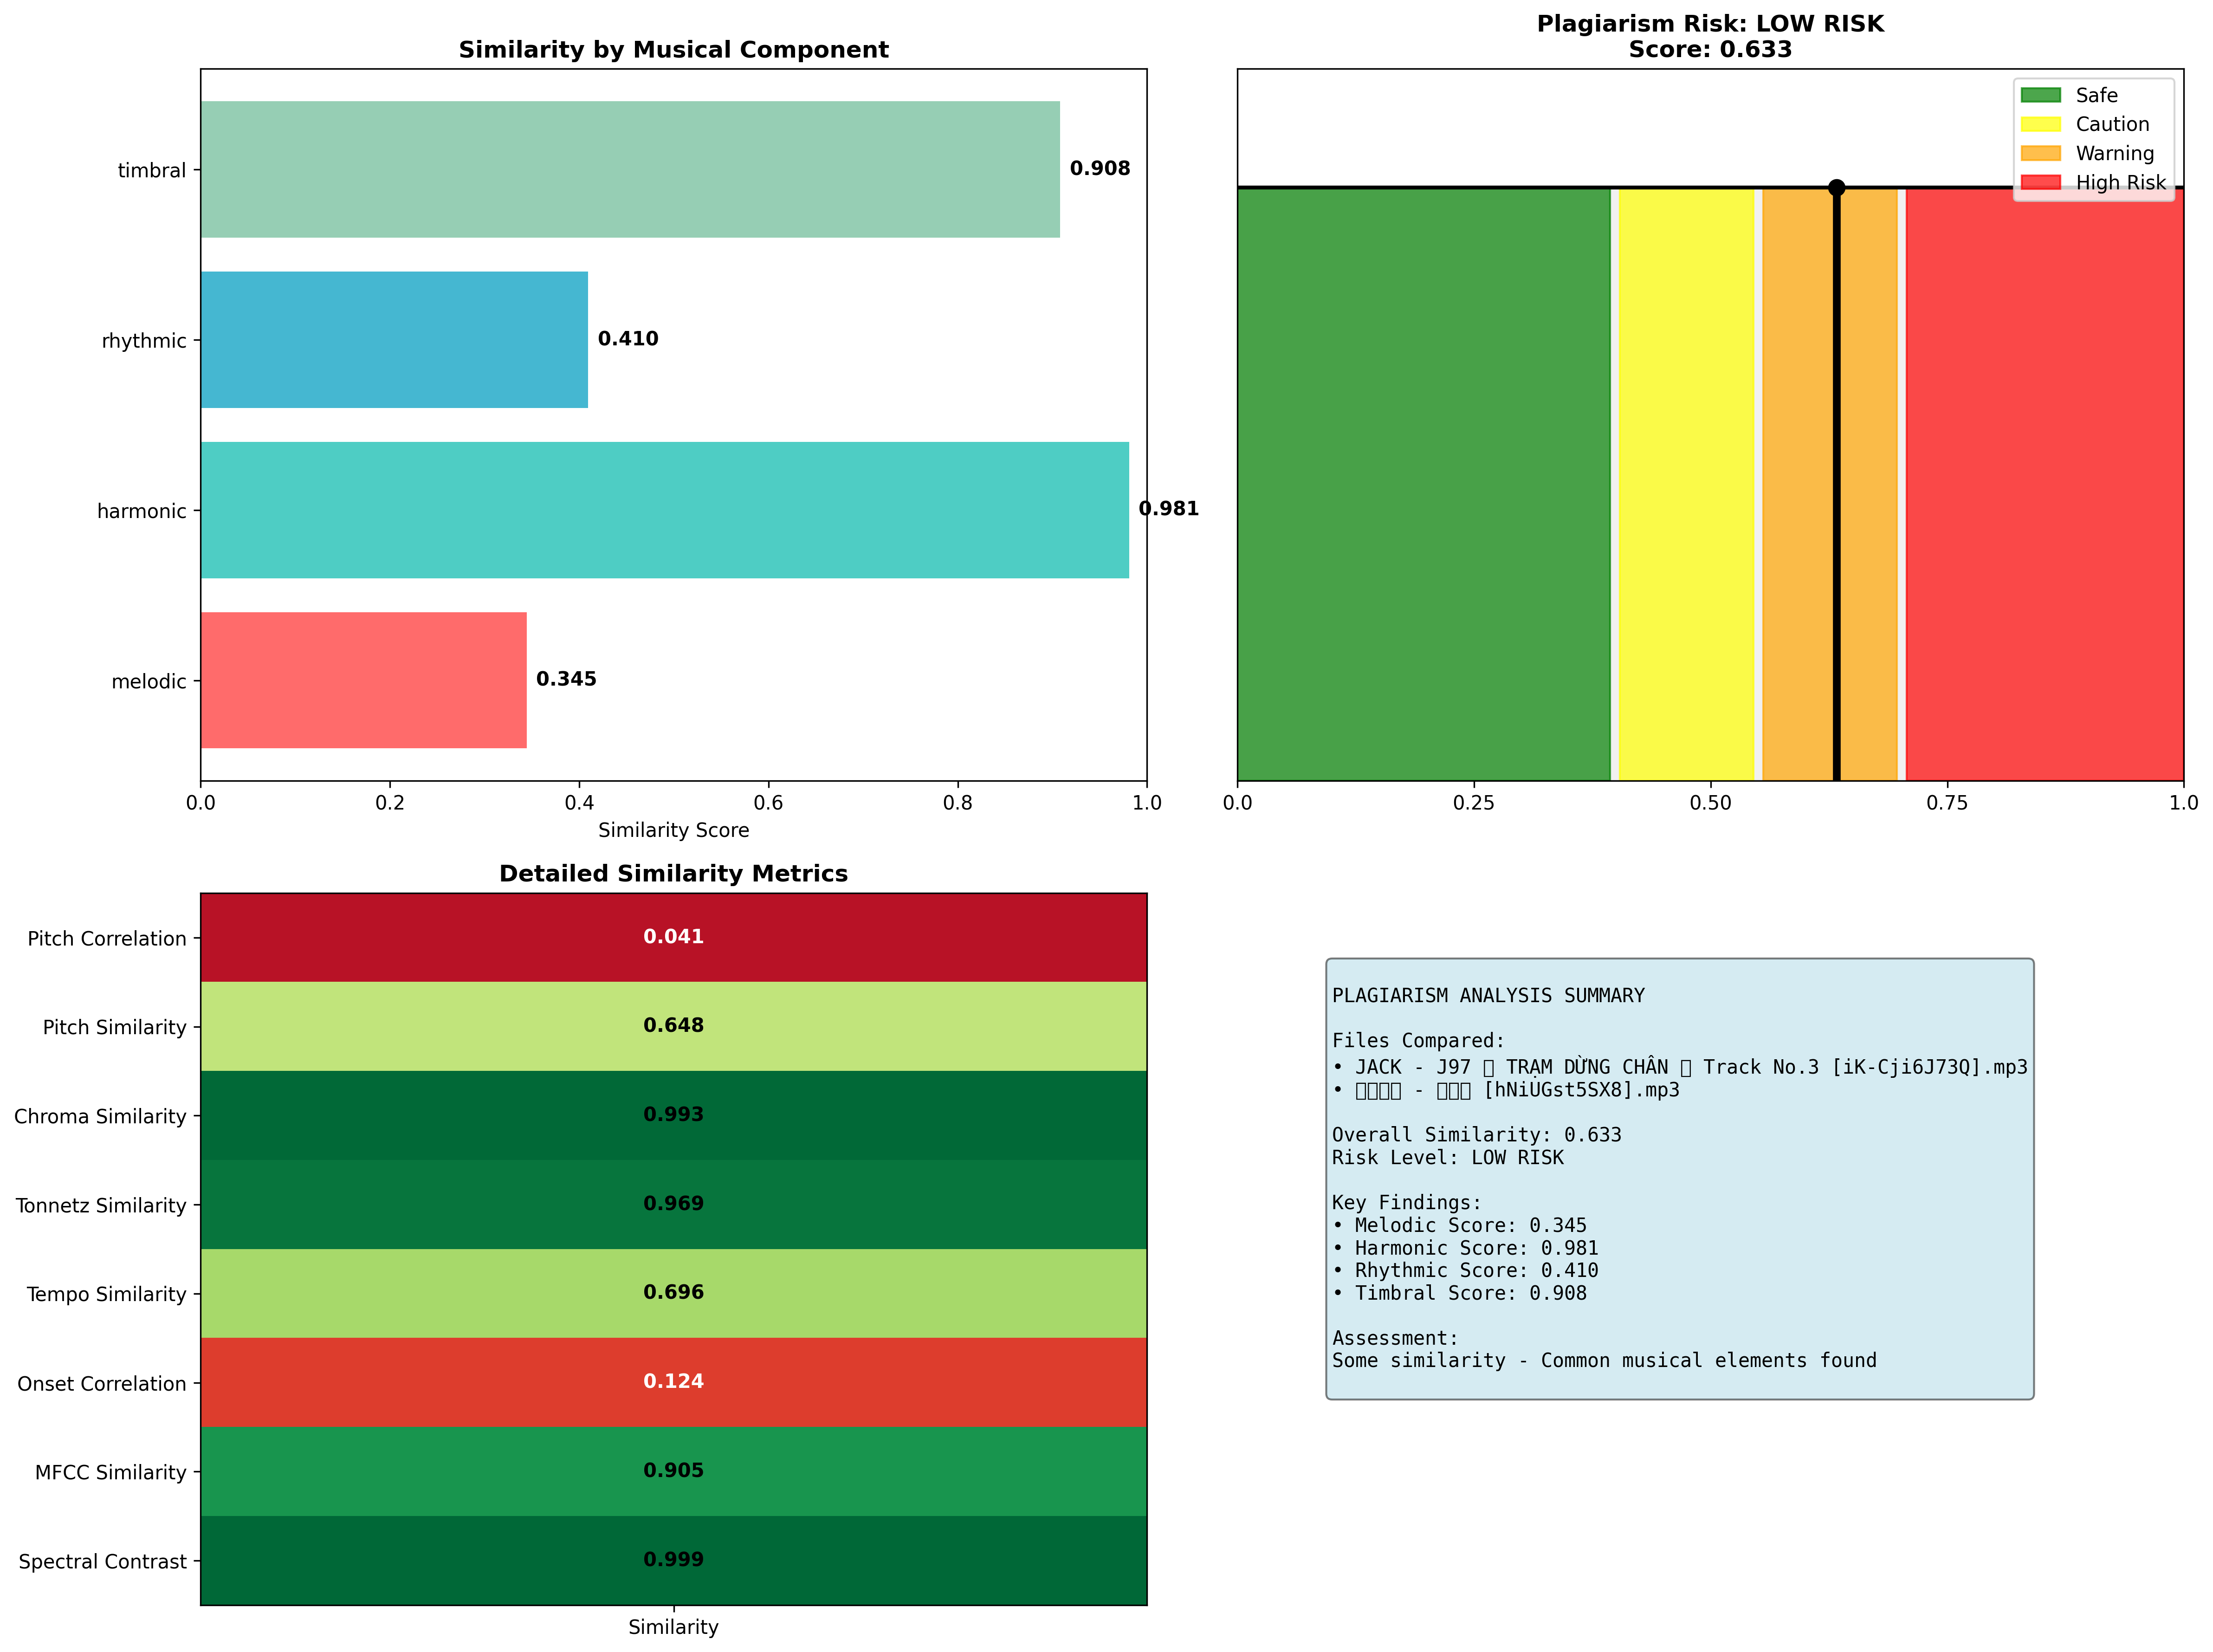 Similarity by Musical Component
timbral
rhythmic
harmonic
melodic
0.908
0.410
0.981
0.345
0.0 0.2 0.4 0.6 0.8 1.0
Similarity Score
Plagiarism Risk: LOW RISK
Score: 0.633
Safe
Caution
Warning
High Risk
0.0 0.25 0.50 0.75 1.0
Detailed Similarity Metrics
Pitch Correlation 0.041
Pitch Similarity 0.648
Chroma Similarity 0.993
Tonnetz Similarity 0.969
Tempo Similarity 0.696
Onset Correlation 0.124
MFCC Similarity 0.905
Spectral Contrast 0.999
Similarity
PLAGIARISM ANALYSIS SUMMARY
Files Compared:
• JACK - J97 ▯ TRẠM DỪNG CHÂN ▯ Track No.3 [iK-Cji6J73Q].mp3
• ▯▯▯▯ - ▯▯▯ [hNiUGst5SX8].mp3
Overall Similarity: 0.633
Risk Level: LOW RISK
Key Findings:
• Melodic Score: 0.345
• Harmonic Score: 0.981
• Rhythmic Score: 0.410
• Timbral Score: 0.908
Assessment:
Some similarity - Common musical elements found